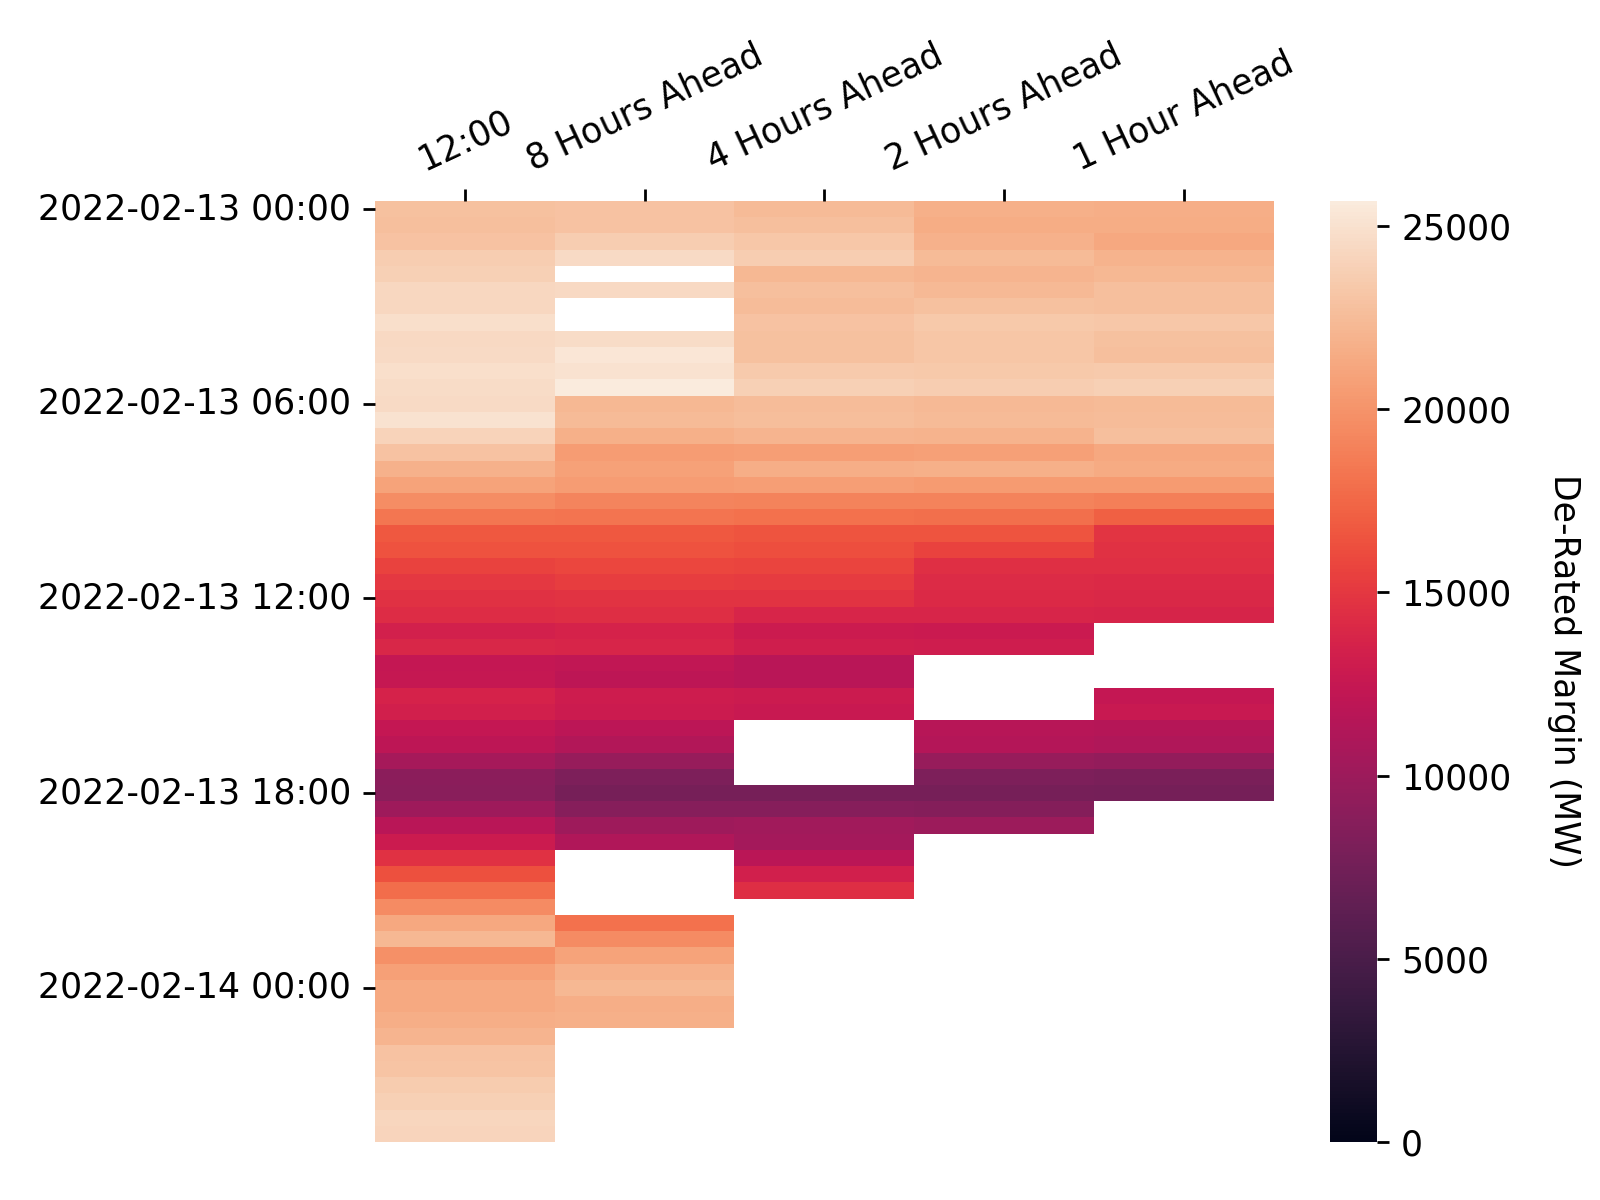 12:00
8 Hours Ahead
4 Hours Ahead
2 Hours Ahead
1 Hour Ahead
2022-02-13 00:00
2022-02-13 06:00
2022-02-13 12:00
2022-02-13 18:00
2022-02-14 00:00
25000
20000
15000
10000
5000
0
De-Rated Margin (MW)